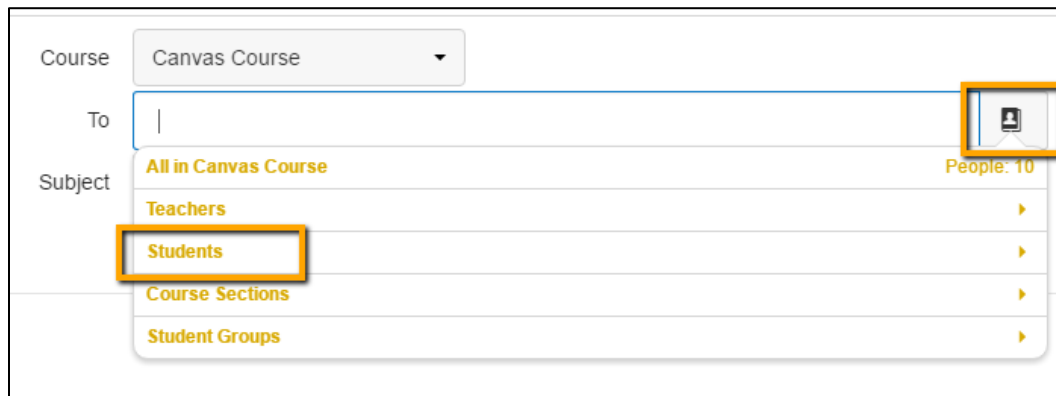 Course Canvas Course
To
All in Canvas Course People: 10
Subject
Teachers
Students
Course Sections
Student Groups